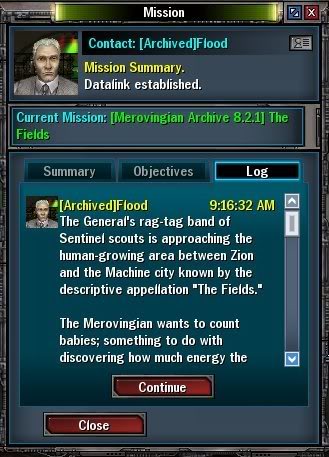 Mission
Contact: [Archived]Flood
Mission Summary.
Datalink established.
Current Mission: [Merovingian Archive 8.2.1] The
Fields
Summary Objectives Log
[Archived]Flood 9:16:32 AM
The General's rag-tag band of
Sentinel scouts is approaching the
human-growing area between Zion
and the Machine city known by the
descriptive appellation "The Fields."
The Merovingian wants to count
babies; something to do with
discovering how much energy the
Continue
Close